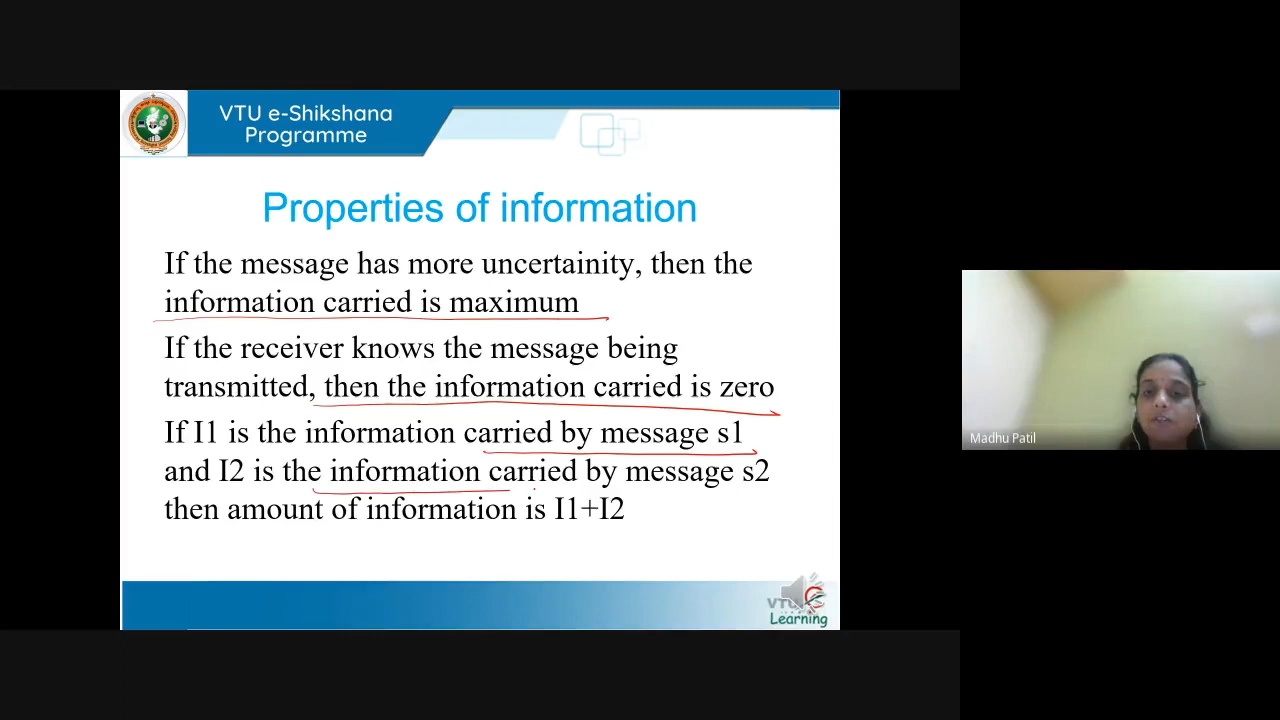 VTU e-Shikshana
Programme
Properties of information
If the message has more uncertainity, then the
information carried is maximum
If the receiver knows the message being
transmitted, then the information carried is zero
If I1 is the information carried by message s1
and I2 is the information carried by message s2
then amount of information is I1+I2
Madhu Patil
VTU
Learning